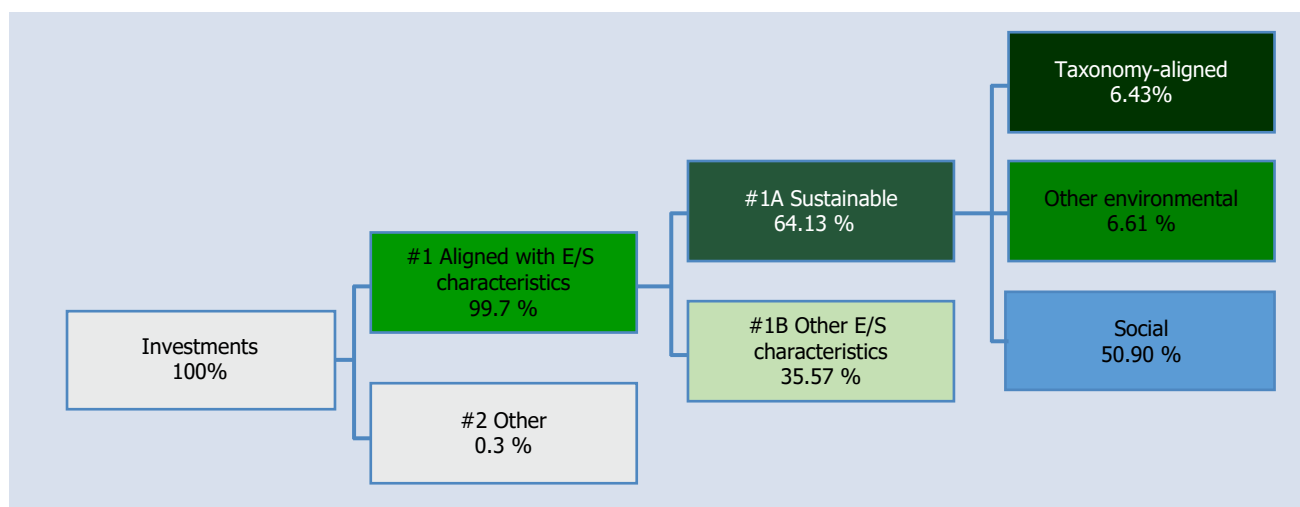 Investments
100%
#1 Aligned with E/S
characteristics
99.7 %
#2 Other
0.3 %
#1A Sustainable
64.13 %
#1B Other E/S
characteristics
35.57 %
Taxonomy-aligned
6.43%
Other environmental
6.61 %
Social
50.90 %